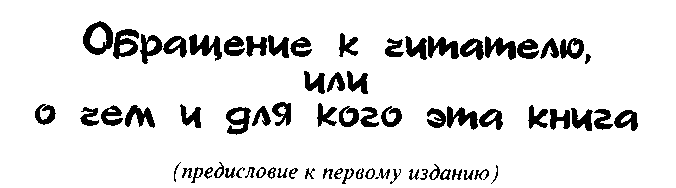 Обращение к читателю,
или
о чем и для кого эта книга
(предисловие к первому изданию)